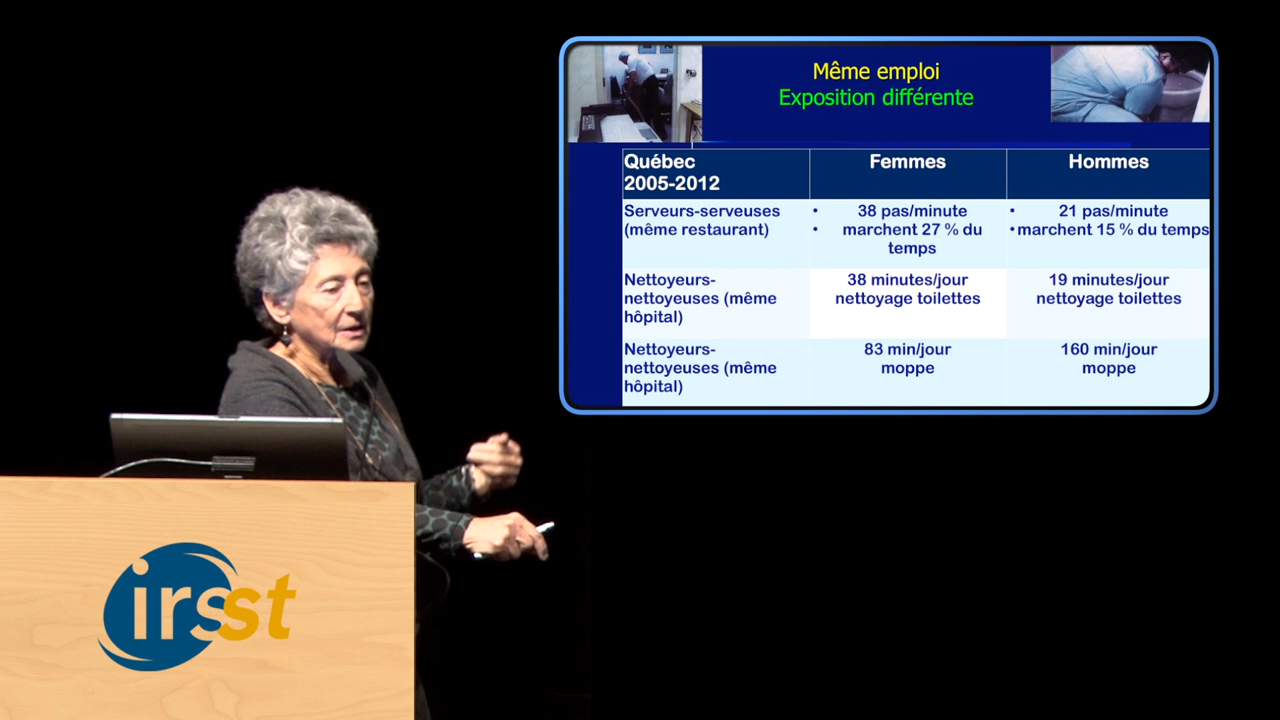 Même emploi
Exposition différente
Québec
2005-2012
Femmes
Hommes
Serveurs-serveuses
(même restaurant)
• 38 pas/minute
• marchent 27 % du
temps
• 21 pas/minute
• marchent 15 % du temps
Nettoyeurs-
nettoyeuses (même
hôpital)
38 minutes/jour
nettoyage toilettes
19 minutes/jour
nettoyage toilettes
Nettoyeurs-
nettoyeuses (même
hôpital)
83 min/jour
moppe
160 min/jour
moppe
irsst